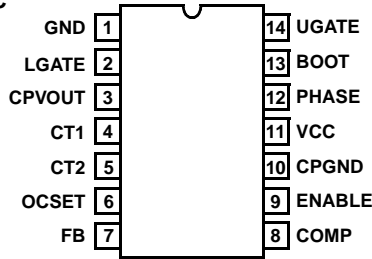 GND 1 14 UGATE
LGATE 2 13 BOOT
CPVOUT 3 12 PHASE
CT1 4 11 VCC
CT2 5 10 CPGND
OCSET 6 9 ENABLE
FB 7 8 COMP